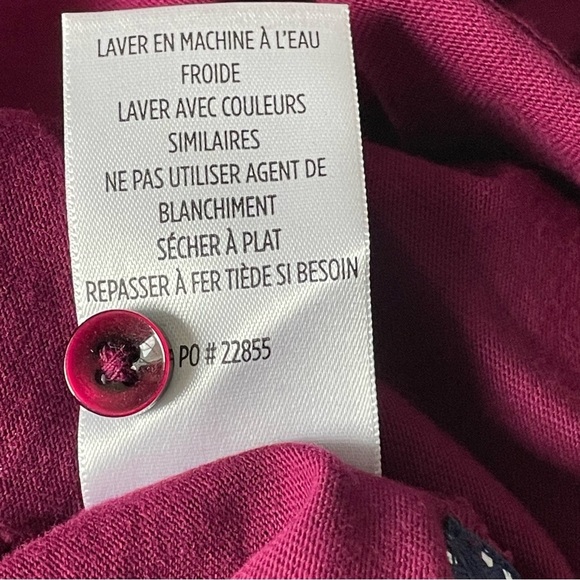 LAVER EN MACHINE À L'EAU
FROIDE
LAVER AVEC COULEURS
SIMILAIRES
NE PAS UTILISER AGENT DE
BLANCHIMENT
SÉCHER À PLAT
REPASSER À FER TIÈDE SI BESOIN
PO # 22855